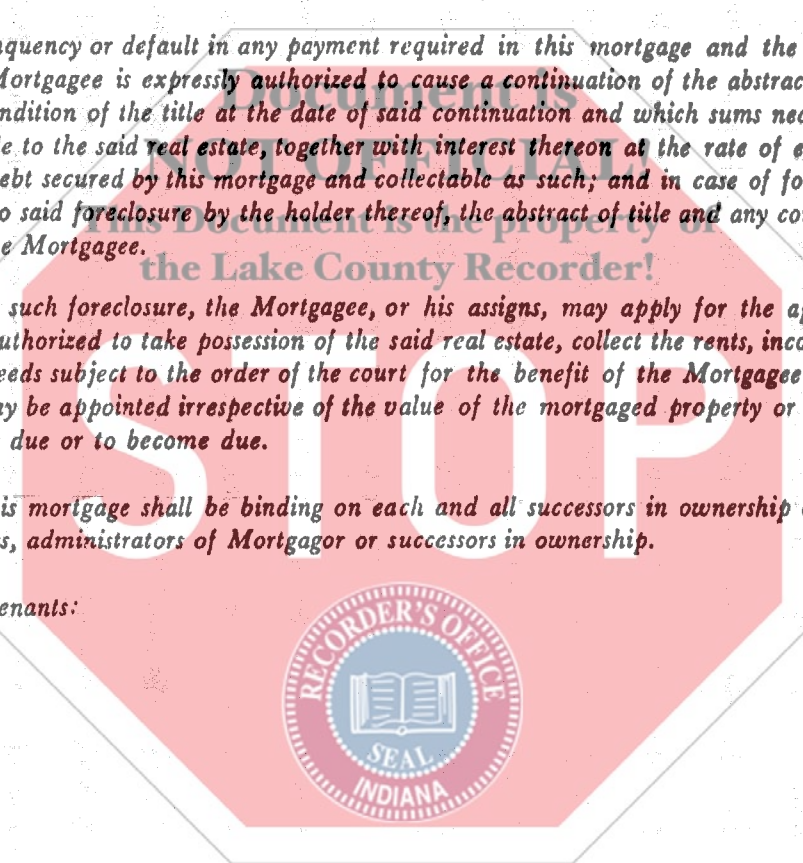 quency or default in any payment required in this mortgage and the
Mortgagee is expressly authorized to cause a continuation of the abstrac
ndition of the title at the date of said continuation and which sums nec
e to the said real estate, together with interest thereon at the rate of e
ebt secured by this mortgage and collectable as such; and in case of fo
o said foreclosure by the holder thereof, the abstract of title and any co
e Mortgagee.
Document is
NOT OFFICIAL!
This Document is the property of
the Lake County Recorder!
such foreclosure, the Mortgagee, or his assigns, may apply for the ap
uthorized to take possession of the said real estate, collect the rents, inco
eeds subject to the order of the court for the benefit of the Mortgagee
ay be appointed irrespective of the value of the mortgaged property or
due or to become due.
STOP
is mortgage shall be binding on each and all successors in ownership
s, administrators of Mortgagor or successors in ownership.
enants:
RECORDER'S OFFICE
SEAL
INDIANA